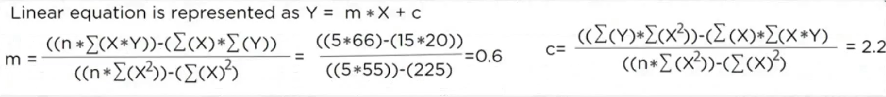 Linear equation is represented as Y = m*X + c
m = ((n*∑(X*Y))-(∑(X)*∑(Y)) / ((n*∑(X²))-(∑(X)²) = ((5*66)-(15*20)) / ((5*55))-(225) =0.6 c= ((∑(Y)*∑(X²))-(∑(X)*∑(X*Y) / ((n*∑(X²))-(∑(X)²) = 2.2